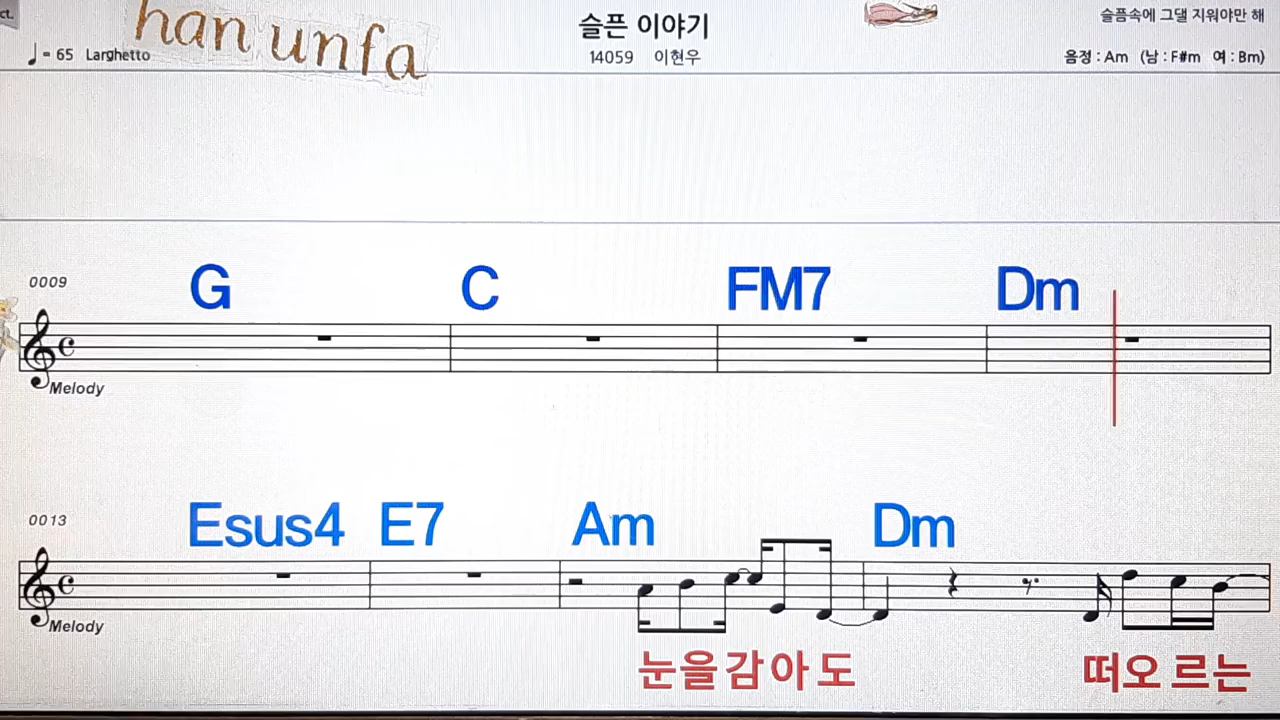 ct.
han unfa
슬픈 이야기
슬픔속에 그댈 지워야만 해
♩= 65 Larghetto
14059 이현우
음정 : Am (남 : F#m 여 : Bm)
0009
G C FM7 Dm
Melody
0013
Esus4 E7 Am Dm
Melody
눈을감아도 떠오르는